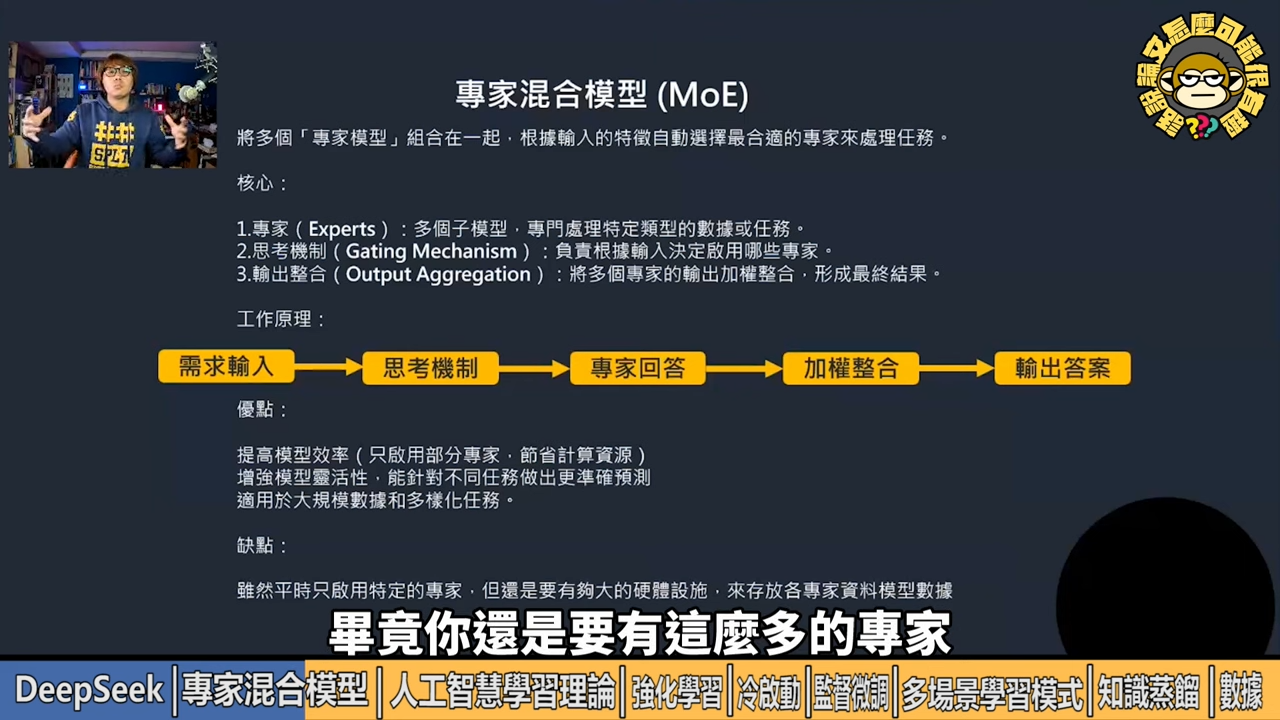 專家混合模型 (MoE)
將多個「專家模型」組合在一起，根據輸入的特徵自動選擇最合適的專家來處理任務。
核心：
1.專家（Experts）：多個子模型，專門處理特定類型的數據或任務。
2.思考機制（Gating Mechanism）：負責根據輸入決定啟用哪些專家。
3.輸出整合（Output Aggregation）：將多個專家的輸出加權整合，形成最終結果。
工作原理：
需求輸入 思考機制 專家回答 加權整合 輸出答案
優點：
提高模型效率（只啟用部分專家，節省計算資源）
增強模型靈活性，能針對不同任務做出更準確預測
適用於大規模數據和多樣化任務。
缺點：
雖然平時只啟用特定的專家，但還是要有夠大的硬體設施，來存放各專家資料模型數據
畢竟你還是要有這麼多的專家
DeepSeek|專家混合模型|人工智慧學習理論|強化學習|冷啟動|監督微調|多場景學習模式|知識蒸餾|數據